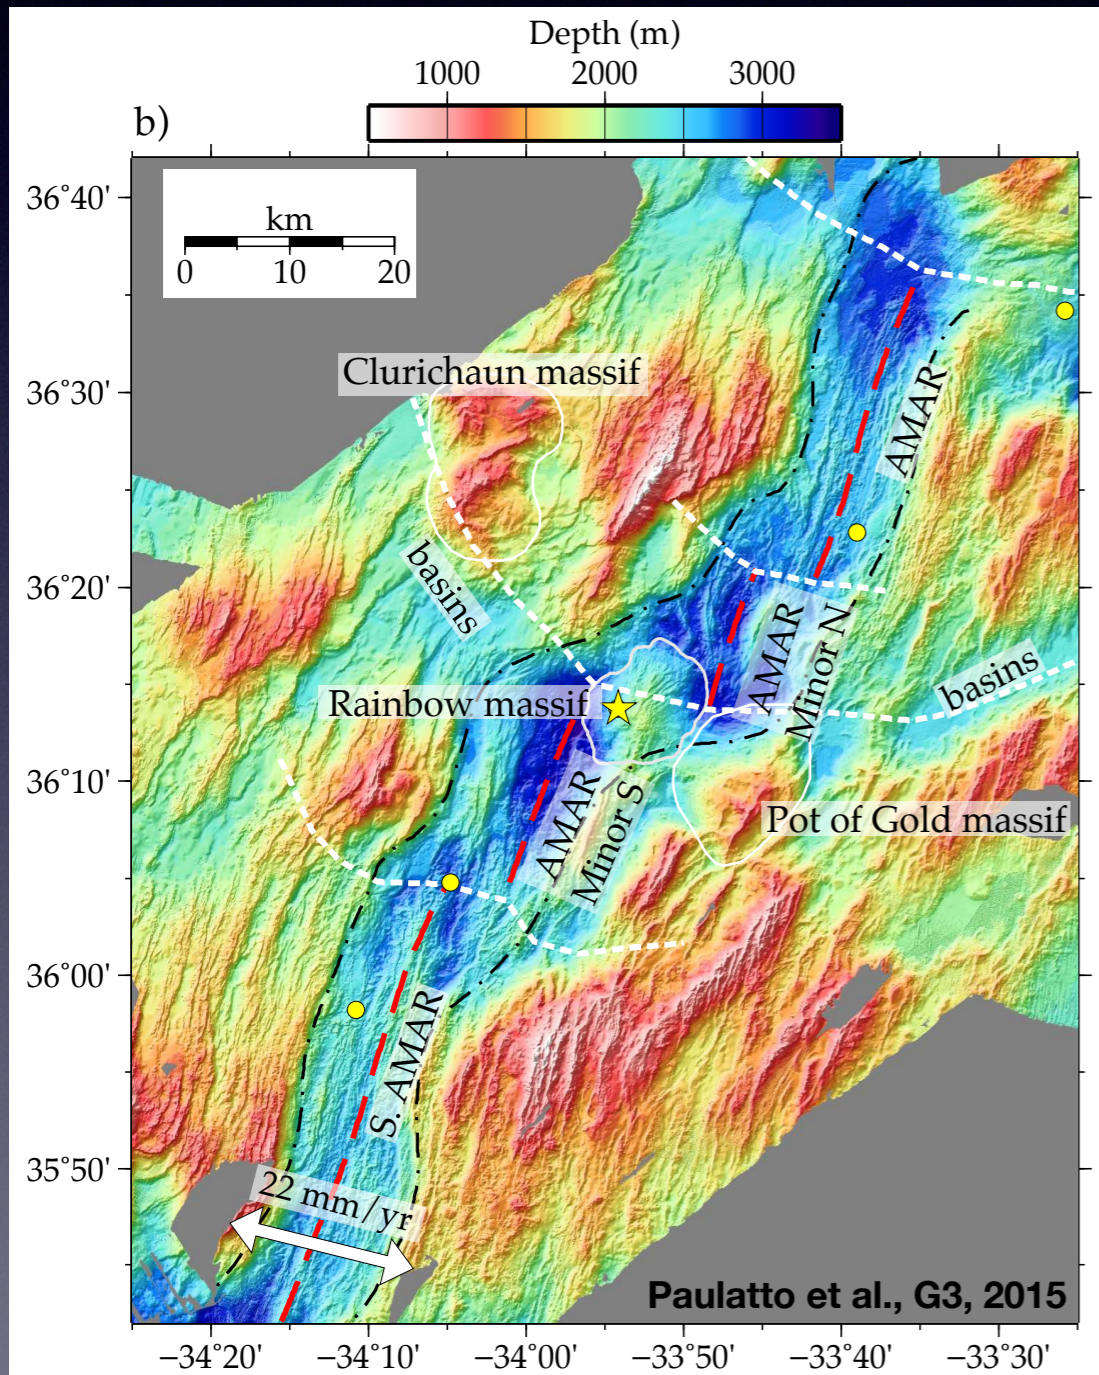 Depth (m)
1000 2000 3000
b)
36°40'
km
0 10 20
Clurichaun massif
36°30'
AMAR
basins
36°20'
AMAR
Minor N
basins
Rainbow massif
36°10'
AMAR
Minor S
Pot of Gold massif
36°00'
S. AMAR
35°50'
22 mm/yr
Paulatto et al., G3, 2015
−34°20' −34°10' −34°00' −33°50' −33°40' −33°30'